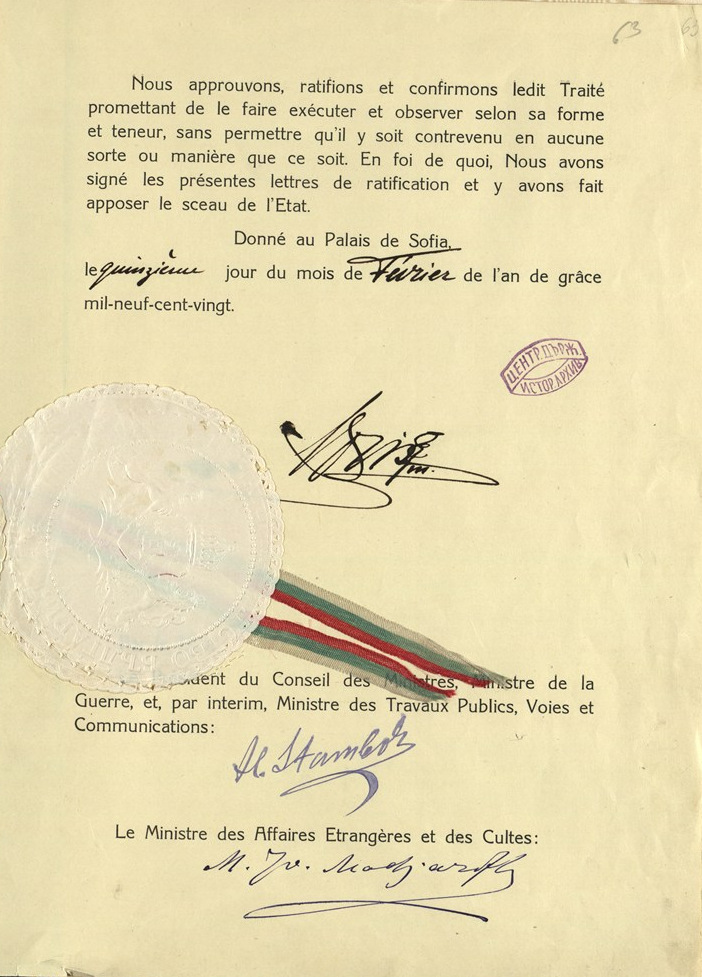 63
Nous approuvons, ratifions et confirmons ledit Traité
promettant de le faire exécuter et observer selon sa forme
et teneur, sans permettre qu'il y soit contrevenu en aucune
sorte ou manière que ce soit. En foi de quoi, Nous avons
signé les présentes lettres de ratification et y avons fait
apposer le sceau de l'Etat.
Donné au Palais de Sofia,
le quinzième jour du mois de Février de l'an de grâce
mil-neuf-cent-vingt.
ЦЕНТР. ДЪРЖ.
ИСТОР. АРХИВ
du Conseil des Ministres, Ministre de la
Guerre, et, par interim, Ministre des Travaux Publics, Voies et
Communications:
Al. Stambol
Le Ministre des Affaires Etrangères et des Cultes:
M. Iv. Madjaroff